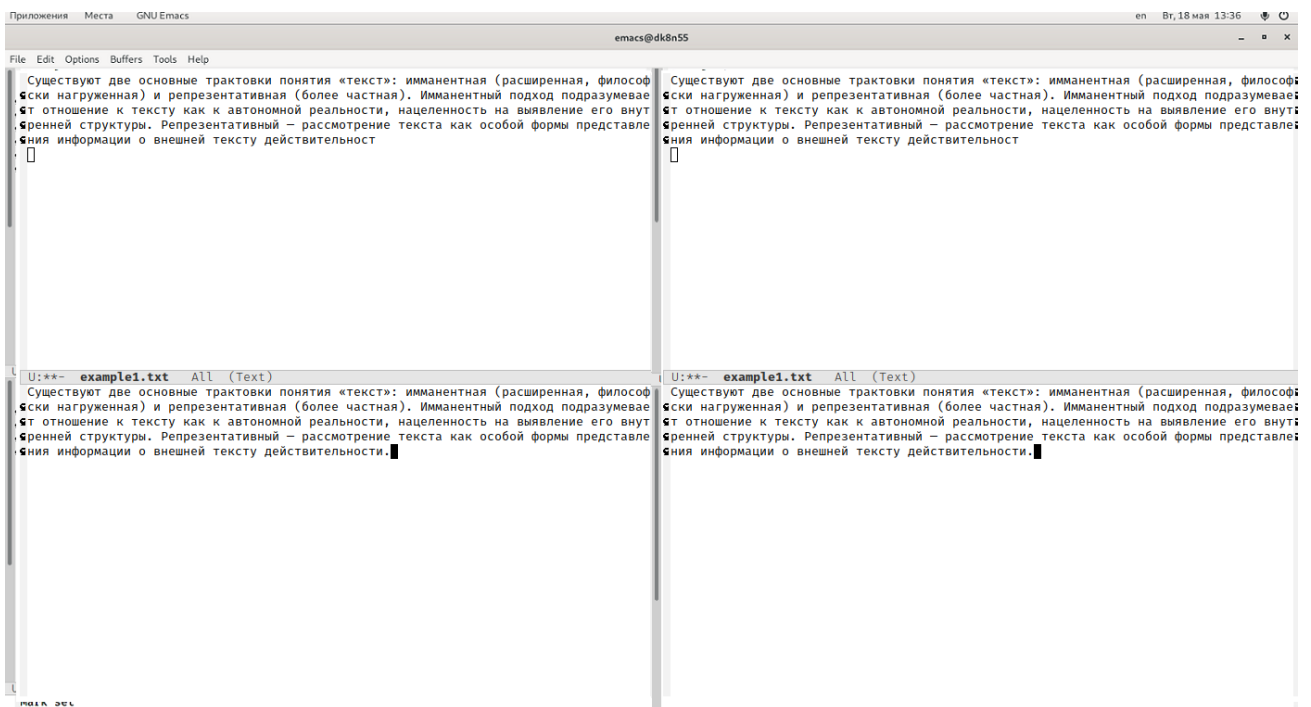 Приложения Места GNU Emacs en Вт, 18 мая 13:36
emacs@dk8n55
File Edit Options Buffers Tools Help
Существуют две основные трактовки понятия «текст»: имманентная (расширенная, философ
ски нагруженная) и репрезентативная (более частная). Имманентный подход подразумевае
т отношение к тексту как к автономной реальности, нацеленность на выявление его внут
ренней структуры. Репрезентативный — рассмотрение текста как особой формы представле
ния информации о внешней тексту действительност
U:**- example1.txt All (Text)
Существуют две основные трактовки понятия «текст»: имманентная (расширенная, философ
ски нагруженная) и репрезентативная (более частная). Имманентный подход подразумевае
т отношение к тексту как к автономной реальности, нацеленность на выявление его внут
ренней структуры. Репрезентативный — рассмотрение текста как особой формы представле
ния информации о внешней тексту действительност
U:**- example1.txt All (Text)
Существуют две основные трактовки понятия «текст»: имманентная (расширенная, философ
ски нагруженная) и репрезентативная (более частная). Имманентный подход подразумевае
т отношение к тексту как к автономной реальности, нацеленность на выявление его внут
ренней структуры. Репрезентативный — рассмотрение текста как особой формы представле
ния информации о внешней тексту действительности.
Существуют две основные трактовки понятия «текст»: имманентная (расширенная, философ
ски нагруженная) и репрезентативная (более частная). Имманентный подход подразумевае
т отношение к тексту как к автономной реальности, нацеленность на выявление его внут
ренней структуры. Репрезентативный — рассмотрение текста как особой формы представле
ния информации о внешней тексту действительности.
Mark set